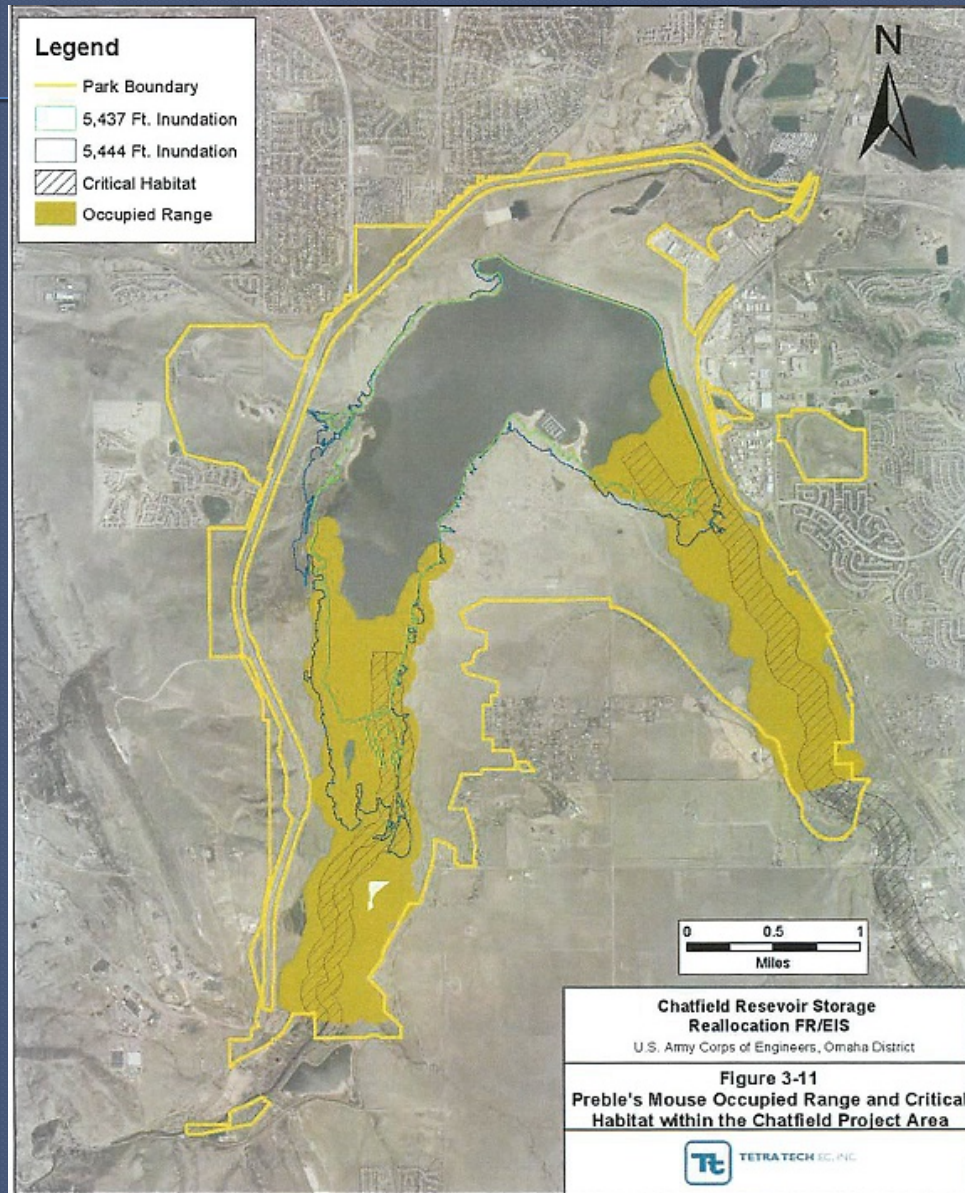 Legend
Park Boundary
5,437 Ft. Inundation
5,444 Ft. Inundation
Critical Habitat
Occupied Range
N
0 0.5 1
Miles
Chatfield Resevoir Storage
Reallocation FR/EIS
U.S. Army Corps of Engineers, Omaha District
Figure 3-11
Preble's Mouse Occupied Range and Critical
Habitat within the Chatfield Project Area
Tt TETRA TECH EC, INC.